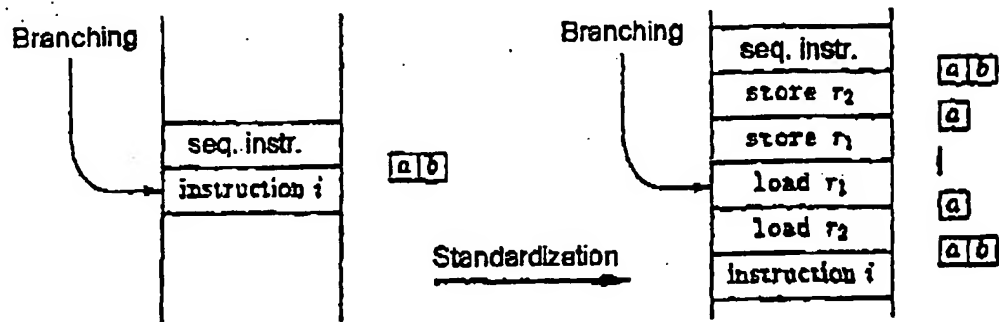 Branching
seq. instr.
instruction i
a b
Standardization
Branching
seq. instr.
store r2
store r1
load r1
load r2
instruction i
a b
a
a
a b